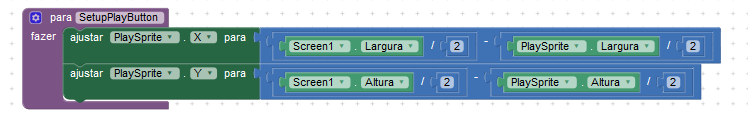 para SetupPlayButton
fazer ajustar PlaySprite . X para Screen1 . Largura / 2 - PlaySprite . Largura / 2
ajustar PlaySprite . Y para Screen1 . Altura / 2 - PlaySprite . Altura / 2